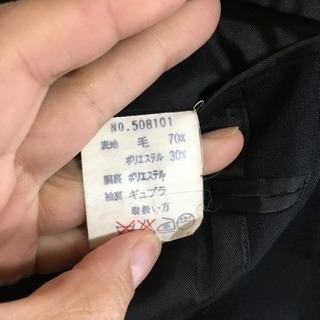 NO.508101
表地 毛 70%
ポリエステル 30%
胴裏 ポリエステル
袖裏 キュプラ
取扱い方